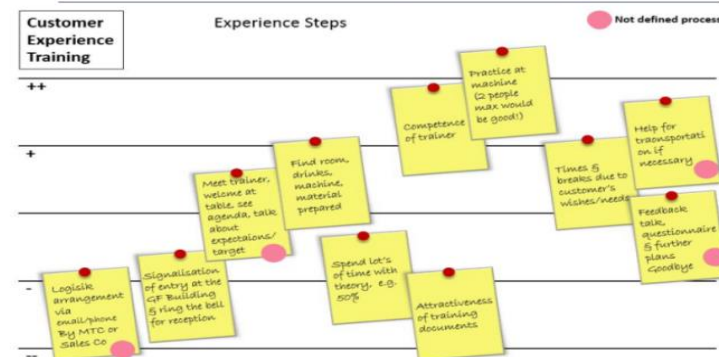 Customer
Experience
Training
Experience Steps
Not defined process
++
+
-
--
Logisik
arrangement
via
email/phone
By MTC or
Sales Co
Signalisation
of entry at the
GF Building
& ring the bell
for reception
Meet trainer,
welcme at
table, see
agenda, talk
about
expectaions/
target
Find room,
drinks,
machine,
material
prepared
Spend lot's
of time with
theory, e.g.
50%
Competence
of trainer
Attractiveness
of training
documents
Practice at
machine
(2 people
max would
be good!)
Times &
breaks due to
customer's
wishes/needs
Help for
traonsportati
on if
necessary
Feedback
talk,
questionnaire
& further
plans
Goodbye